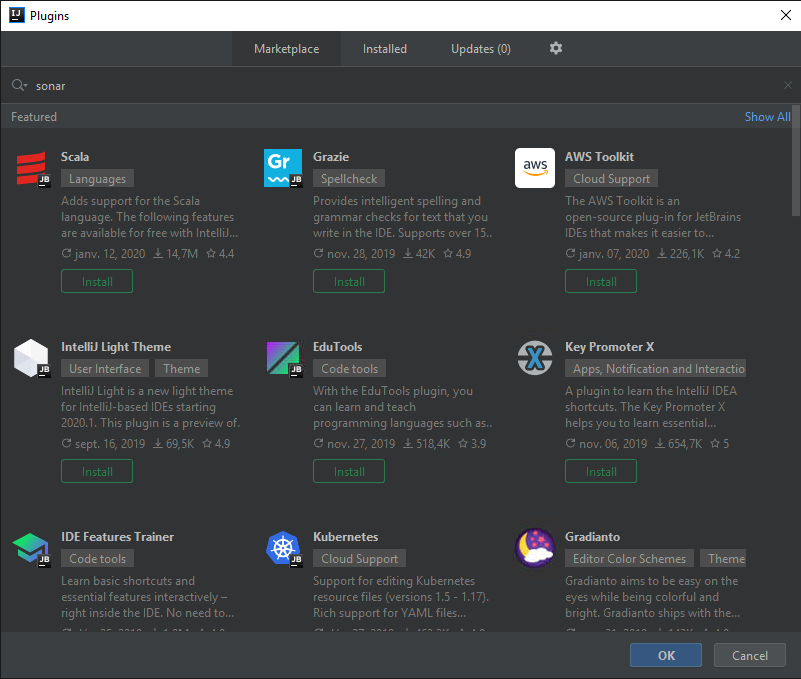 IJ Plugins
Marketplace Installed Updates (0)
sonar
Featured Show All
Scala
Languages
Adds support for the Scala
language. The following features
are available for free with IntelliJ...
janv. 12, 2020 14,7M 4.4
Install
JB
Gr
Grazie
Spellcheck
Provides intelligent spelling and
grammar checks for text that you
write in the IDE. Supports over 15..
nov. 28, 2019 42K 4.9
Install
JB
aws
AWS Toolkit
Cloud Support
The AWS Toolkit is an
open-source plug-in for JetBrains
IDEs that makes it easier to...
janv. 07, 2020 226,1K 4.2
Install
IntelliJ Light Theme
User Interface Theme
IntelliJ Light is a new light theme
for IntelliJ-based IDEs starting
2020.1. This plugin is a preview of.
sept. 16, 2019 69,5K 4.9
Install
JB
EduTools
Code tools
With the EduTools plugin, you
can learn and teach
programming languages such as..
nov. 27, 2019 518,4K 3.9
Install
JB
X
Key Promoter X
Apps, Notification and Interactio
A plugin to learn the IntelliJ IDEA
shortcuts. The Key Promoter X
helps you to learn essential...
nov. 06, 2019 654,7K 5
Install
IDE Features Trainer
Code tools
Learn basic shortcuts and
essential features interactively –
right inside the IDE. No need to...
JB
Kubernetes
Cloud Support
Support for editing Kubernetes
resource files (versions 1.5 - 1.17).
Rich support for YAML files...
JB
Gradianto
Editor Color Schemes Theme
Gradianto aims to be easy on the
eyes while being colorful and
bright. Gradianto ships with the...
OK Cancel